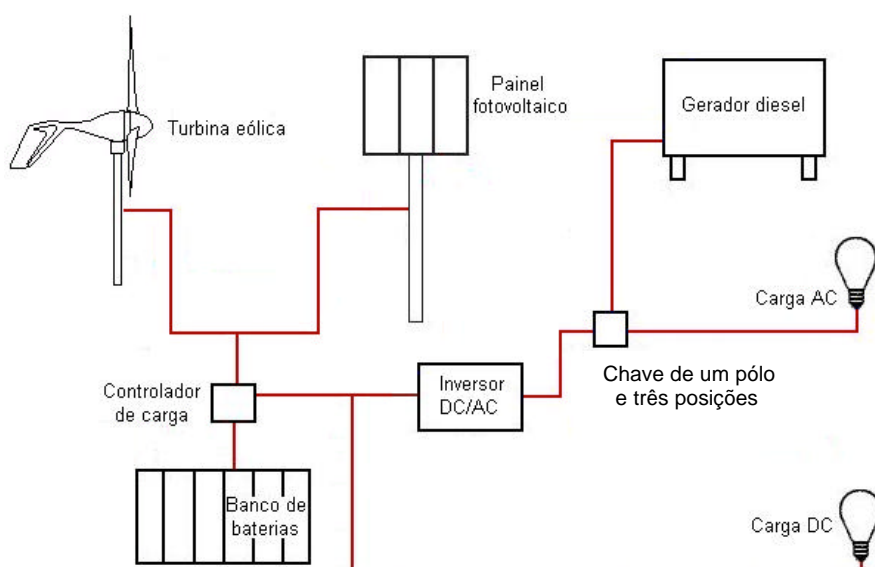 Painel
fotovoltaico
Gerador diesel
Turbina eólica
Carga AC
Chave de um pólo
e três posições
Inversor
DC/AC
Controlador
de carga
Banco de
baterias
Carga DC